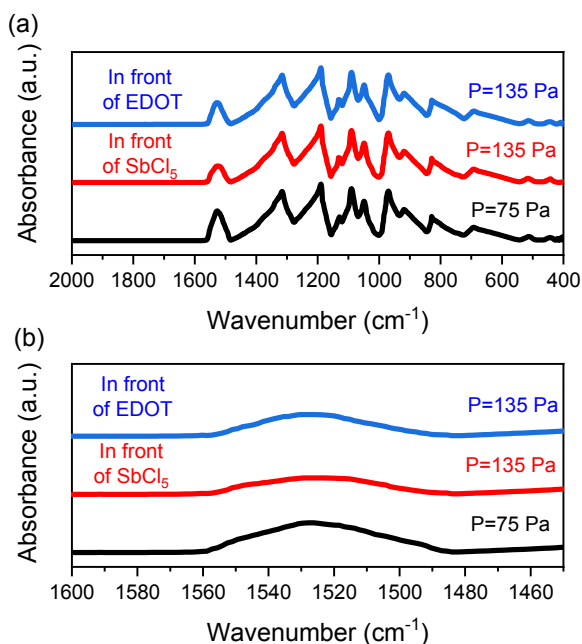 (a)
Absorbance (a.u.)
In front
of EDOT
P=135 Pa
In front
of SbCl₅
P=135 Pa
P=75 Pa
2000 1800 1600 1400 1200 1000 800 600 400
Wavenumber (cm⁻¹)
(b)
Absorbance (a.u.)
In front
of EDOT
P=135 Pa
In front
of SbCl₅
P=135 Pa
P=75 Pa
1600 1580 1560 1540 1520 1500 1480 1460
Wavenumber (cm⁻¹)